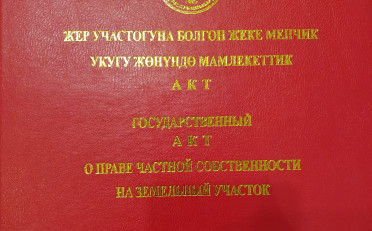 ЖЕР УЧАСТОГУНА БОЛГОН ЖЕКЕ МЕНЧИК
УКУГУ ЖӨНҮНДӨ МАМЛЕКЕТТИК
А К Т
ГОСУДАРСТВЕННЫЙ
А К Т
О ПРАВЕ ЧАСТНОЙ СОБСТВЕННОСТИ
НА ЗЕМЕЛЬНЫЙ УЧАСТОК